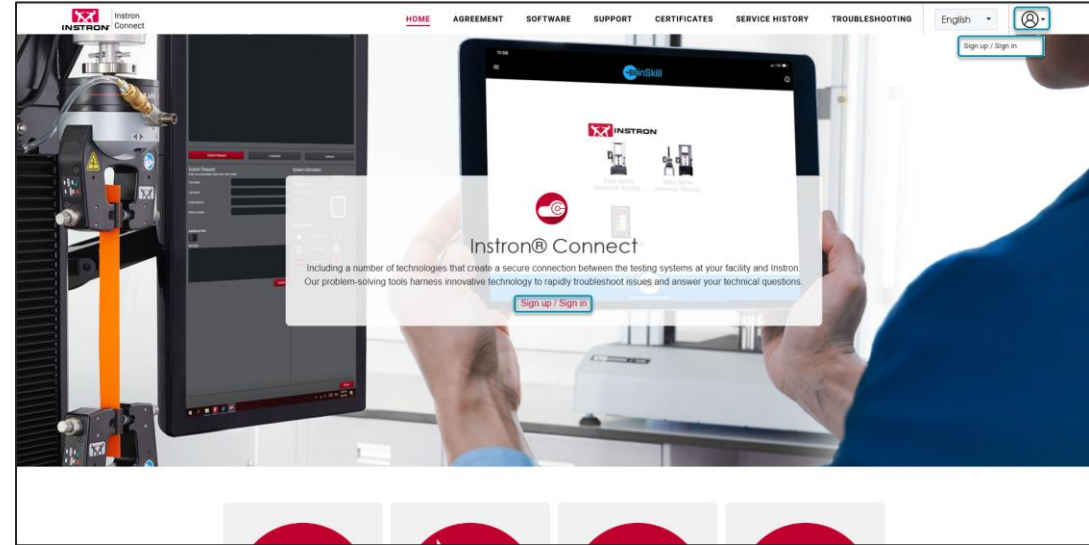 INSTRON
Instron
Connect
HOME AGREEMENT SOFTWARE SUPPORT CERTIFICATES SERVICE HISTORY TROUBLESHOOTING
English
Sign up / Sign in
inSkill
INSTRON
Instron® Connect
Including a number of technologies that create a secure connection between the testing systems at your facility and Instron.
Our problem-solving tools harness innovative technology to rapidly troubleshoot issues and answer your technical questions.
Sign up / Sign in